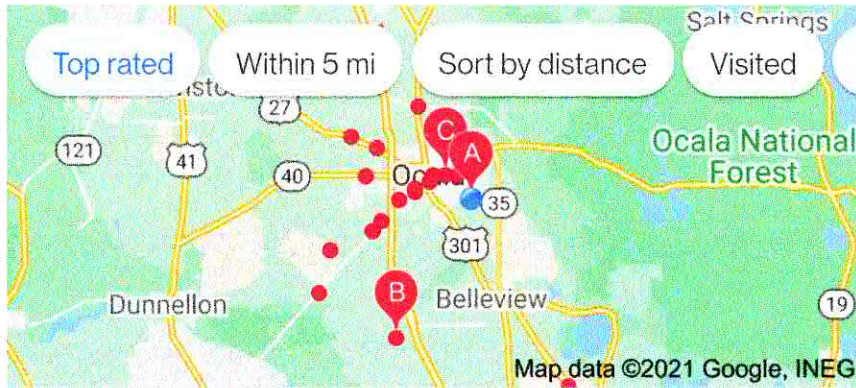 Salt Springs
Top rated
Within 5 mi
Sort by distance
Visited
27
121
41
40
Ocala
C
A
Ocala National
Forest
35
301
B
Dunnellon
Belleview
19
Map data ©2021 Google, INEG